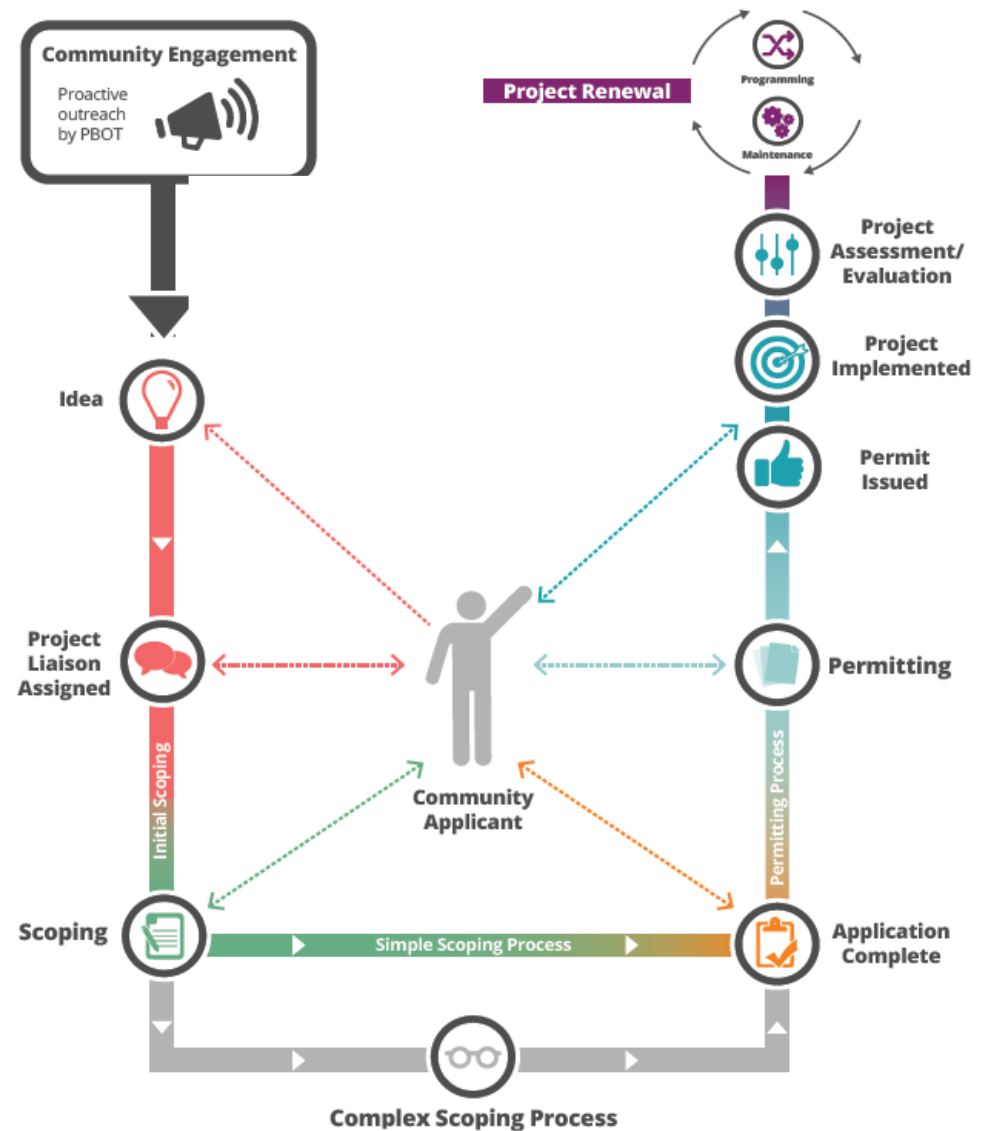 Community Engagement
Proactive
outreach
by PBOT
Project Renewal
Programming
Maintenance
Project
Assessment/
Evaluation
Project
Implemented
Idea
Permit
Issued
Project
Liaison
Assigned
Permitting
Initial Scoping
Community
Applicant
Permitting Process
Scoping
Simple Scoping Process
Application
Complete
Complex Scoping Process